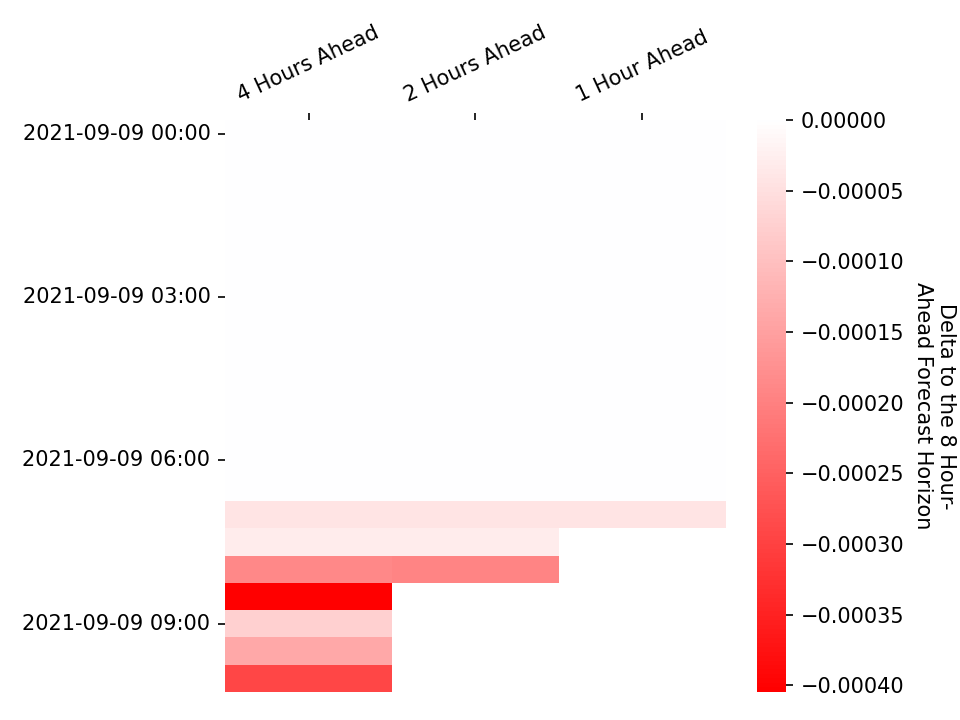 4 Hours Ahead
2 Hours Ahead
1 Hour Ahead
2021-09-09 00:00
2021-09-09 03:00
2021-09-09 06:00
2021-09-09 09:00
0.00000
−0.00005
−0.00010
−0.00015
−0.00020
−0.00025
−0.00030
−0.00035
−0.00040
Delta to the 8 Hour-
Ahead Forecast Horizon